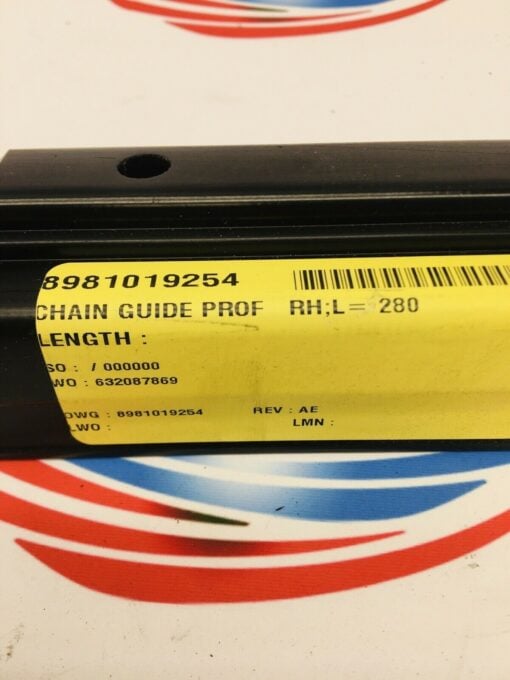 8981019254
CHAIN GUIDE PROF RH;L= 280
LENGTH :
SO : / 000000
WO : 632087869
DWG : 8981019254 REV : AE
LWO : LMN :